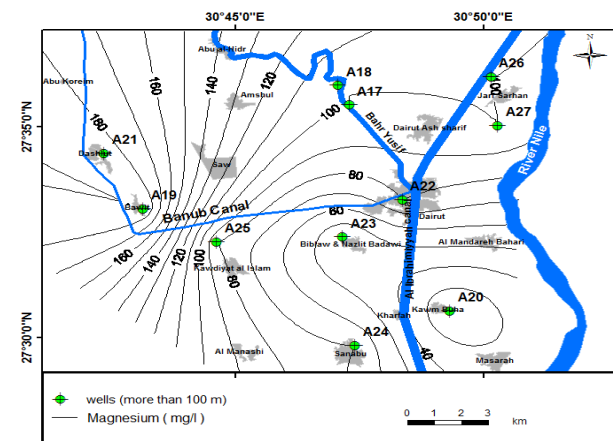 30°45'0"E 30°50'0"E
27°35'0"N
27°30'0"N
Abu al-Hidr
Abu Koreim
160
140
120
140
120
A18
A26
100
A17
100
Amsbul
Jarf Sarhan
A27
180
A21
Dashlut
Saw
Bahr Yusif
Dairut Ash sharif
River Nile
80
A19
Bawit
Banub Canal
A22
Dairut
60
A23
Biblaw & Nazlit Badawi
Al Mandareh Bahari
A25
160
140
120
100
80
Kawdiyat al Islam
Al Ibrahimiyyah canal
A20
Kawm Buha
Kharfah
A24
Sanabu
Al Manashi
40
Masarah
wells (more than 100 m)
Magnesium ( mg/l )
0 1 2 3
km